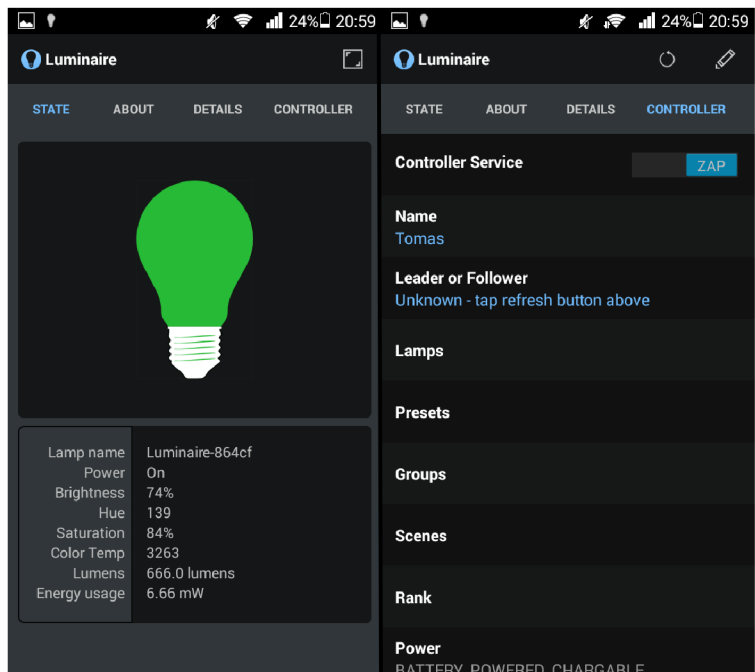 24% 20:59
Luminaire
STATE ABOUT DETAILS CONTROLLER
Lamp name Luminaire-864cf
Power On
Brightness 74%
Hue 139
Saturation 84%
Color Temp 3263
Lumens 666.0 lumens
Energy usage 6.66 mW
24% 20:59
Luminaire
STATE ABOUT DETAILS CONTROLLER
Controller Service ZAP
Name
Tomas
Leader or Follower
Unknown - tap refresh button above
Lamps
Presets
Groups
Scenes
Rank
Power
BATTERY_POWERED_CHARGABLE